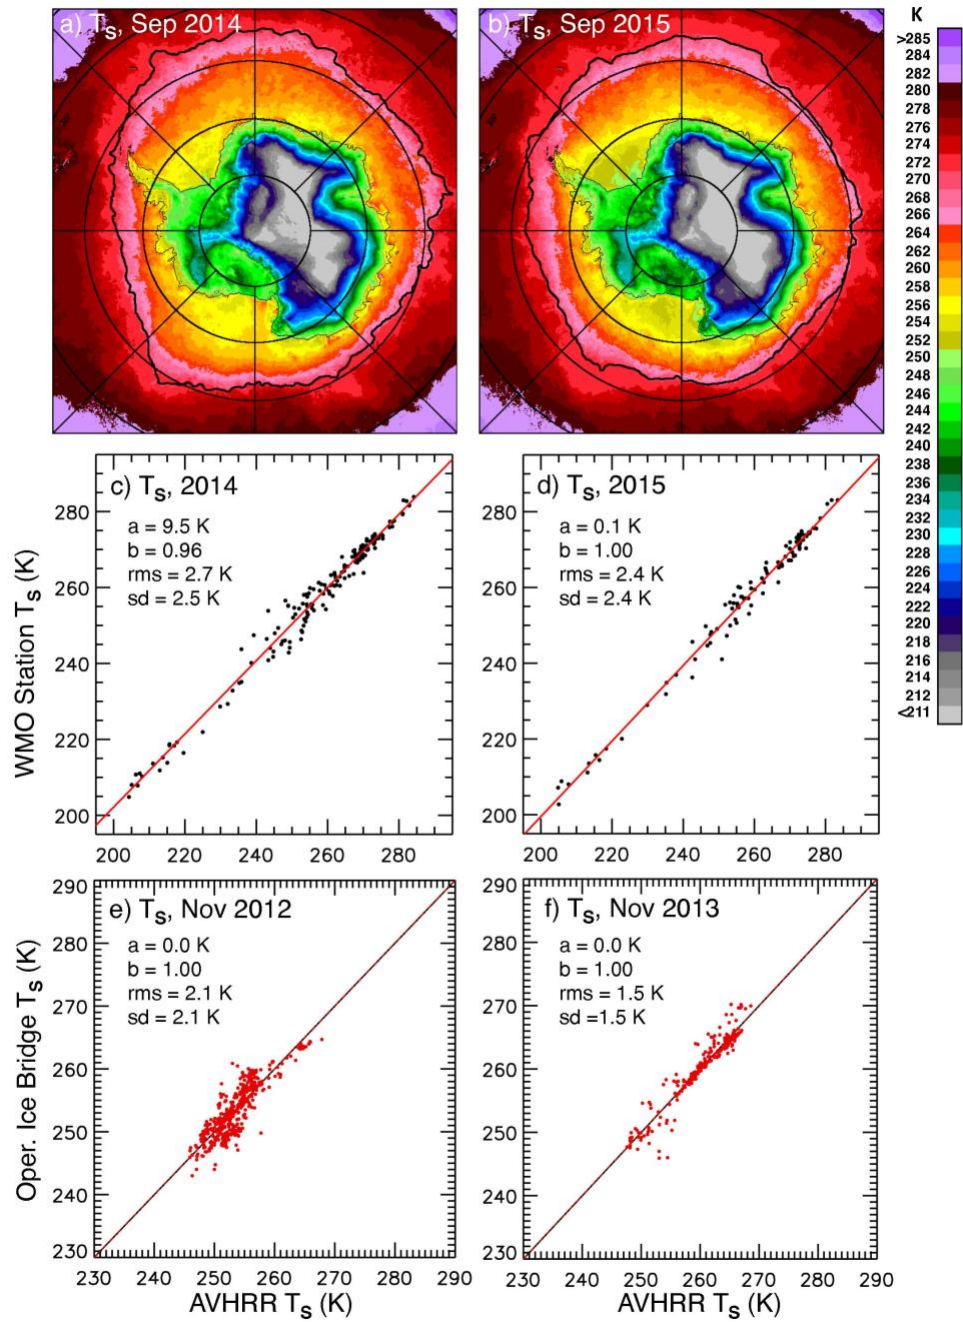 a) Ts, Sep 2014
b) Ts, Sep 2015
K
>285
284
282
280
278
276
274
272
270
268
266
264
262
260
258
256
254
252
250
248
246
244
242
240
238
236
234
232
230
228
226
224
222
220
218
216
214
212
<211
c) Ts, 2014
a = 9.5 K
b = 0.96
rms = 2.7 K
sd = 2.5 K
280
260
240
220
200
WMO Station Ts (K)
200 220 240 260 280
d) Ts, 2015
a = 0.1 K
b = 1.00
rms = 2.4 K
sd = 2.4 K
280
260
240
220
200
200 220 240 260 280
e) Ts, Nov 2012
a = 0.0 K
b = 1.00
rms = 2.1 K
sd = 2.1 K
290
280
270
260
250
240
230
Oper. Ice Bridge Ts (K)
230 240 250 260 270 280 290
AVHRR Ts (K)
f) Ts, Nov 2013
a = 0.0 K
b = 1.00
rms = 1.5 K
sd =1.5 K
290
280
270
260
250
240
230
230 240 250 260 270 280 290
AVHRR Ts (K)